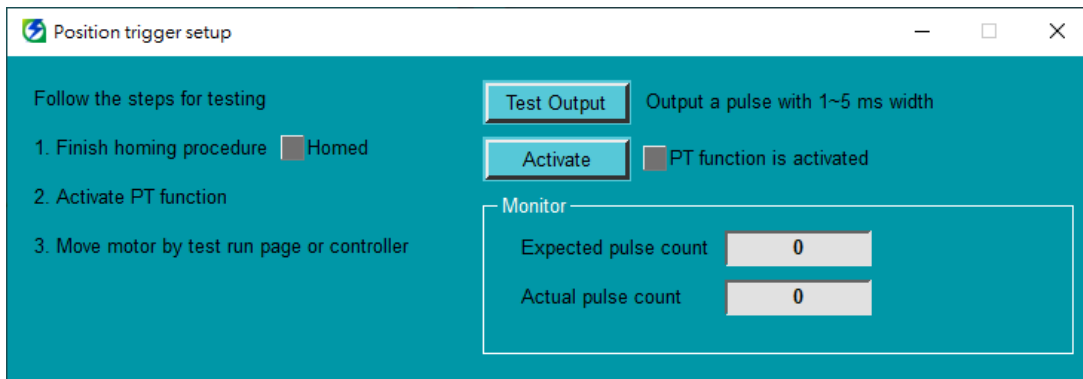 Position trigger setup
Follow the steps for testing
1. Finish homing procedure Homed
2. Activate PT function
3. Move motor by test run page or controller
Test Output Output a pulse with 1~5 ms width
Activate PT function is activated
Monitor
Expected pulse count 0
Actual pulse count 0